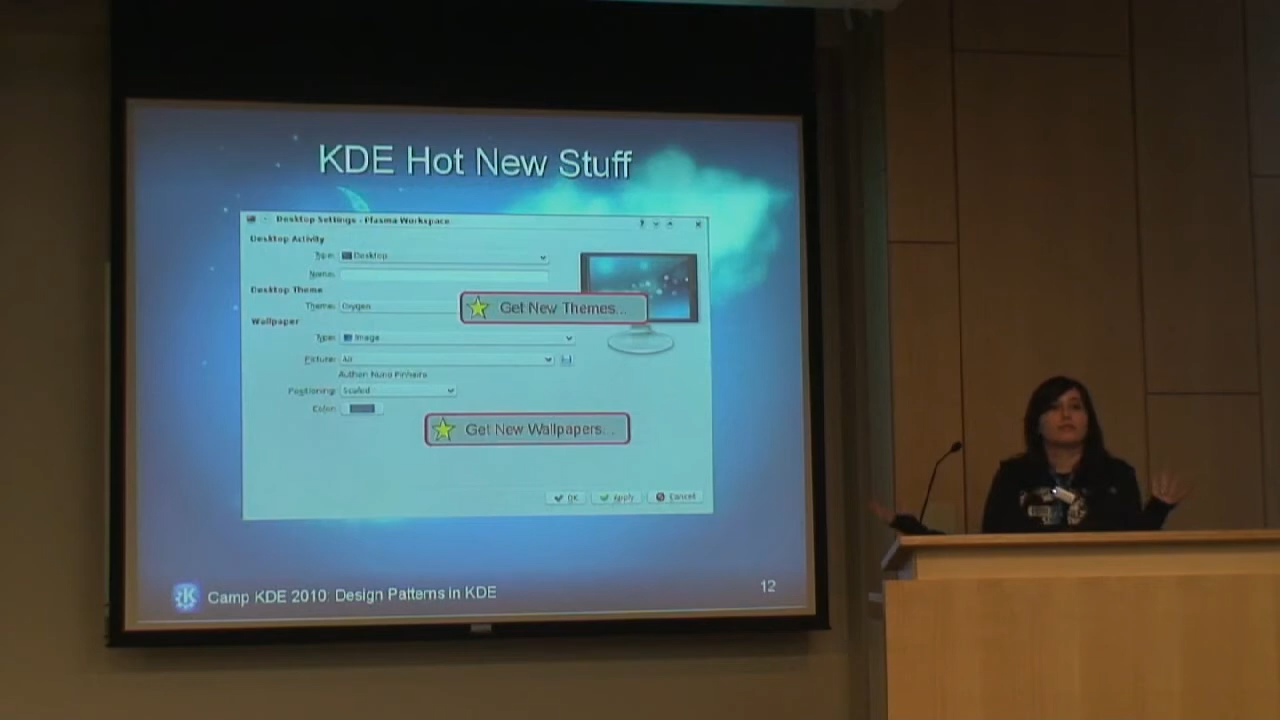 KDE Hot New Stuff
Desktop Settings - Plasma Workspace
Desktop Activity
Type: Desktop
Name:
Desktop Theme
Theme: Oxygen
Get New Themes...
Wallpaper
Type: Image
Picture: Air
Author: Nuno Pinheiro
Positioning: Scaled
Color:
Get New Wallpapers...
OK Apply Cancel
Camp KDE 2010: Design Patterns in KDE
12